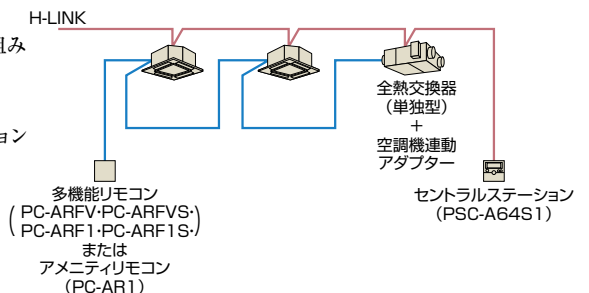 H-LINK
組み
ョン
全熱交換器
(単独型)
+
空調機連動
アダプター
多機能リモコン
(PC-ARFV・PC-ARFVS・
PC-ARF1・PC-ARF1S・)
または
アメニティリモコン
(PC-AR1)
セントラルステーション
(PSC-A64S1)